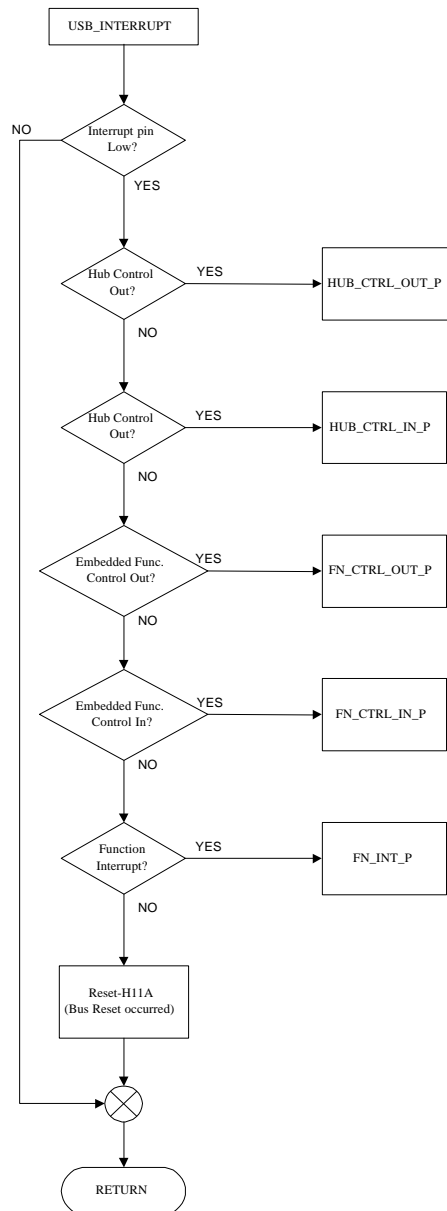 USB_INTERRUPT
NO
Interrupt pin
Low?
YES
Hub Control
Out?
YES
HUB_CTRL_OUT_P
NO
Hub Control
Out?
YES
HUB_CTRL_IN_P
NO
Embedded Func.
Control Out?
YES
FN_CTRL_OUT_P
NO
Embedded Func.
Control In?
YES
FN_CTRL_IN_P
NO
Function
Interrupt?
YES
FN_INT_P
NO
Reset-H11A
(Bus Reset occurred)
RETURN